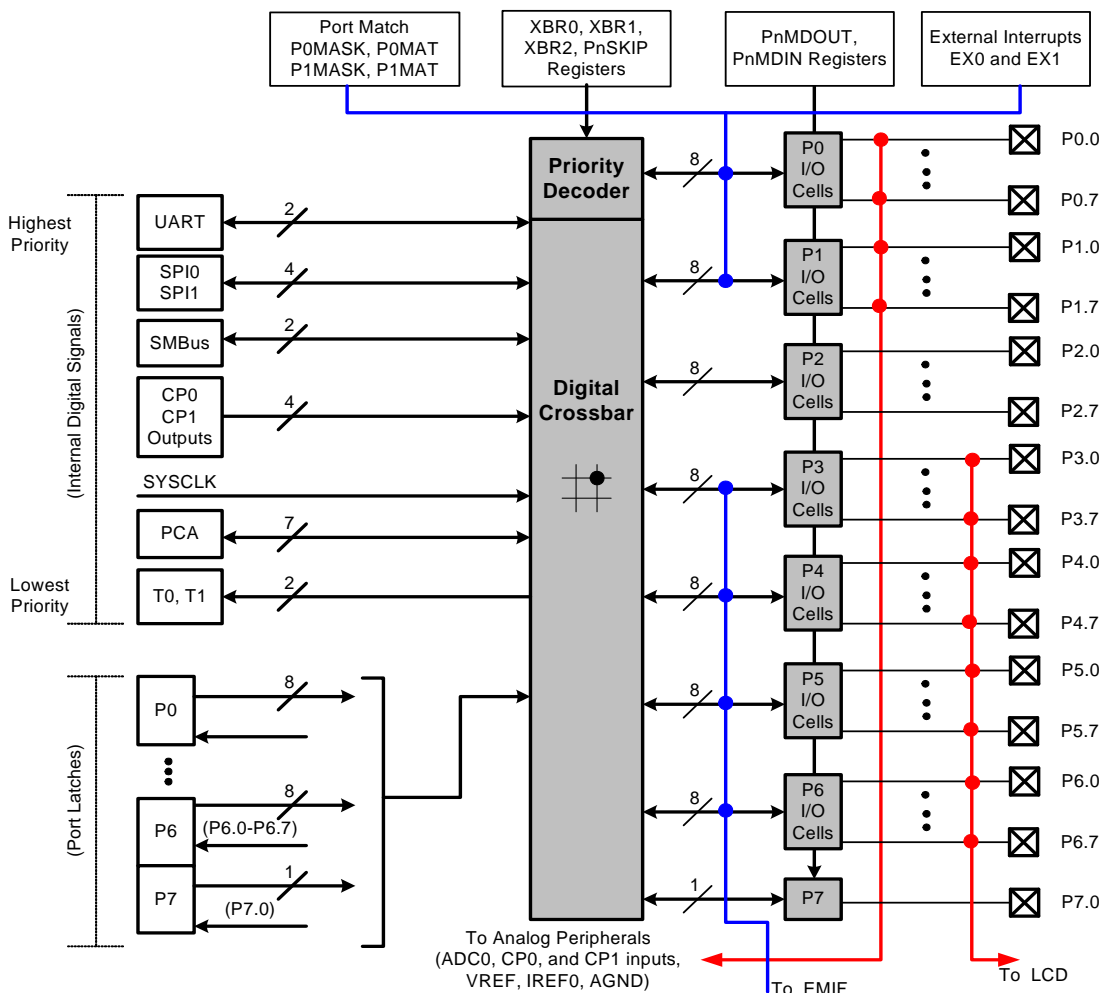 Port Match
P0MASK, P0MAT
P1MASK, P1MAT
XBR0, XBR1,
XBR2, PnSKIP
Registers
PnMDOUT,
PnMDIN Registers
External Interrupts
EX0 and EX1
Priority
Decoder
Digital
Crossbar
Highest
Priority
(Internal Digital Signals)
Lowest
Priority
UART
2
SPI0
SPI1
4
SMBus
2
CP0
CP1
Outputs
4
SYSCLK
PCA
7
T0, T1
2
(Port Latches)
P0
8
P6
8
(P6.0-P6.7)
P7
1
(P7.0)
8
P0
I/O
Cells
P0.0
P0.7
8
P1
I/O
Cells
P1.0
P1.7
8
P2
I/O
Cells
P2.0
P2.7
8
P3
I/O
Cells
P3.0
P3.7
8
P4
I/O
Cells
P4.0
P4.7
8
P5
I/O
Cells
P5.0
P5.7
8
P6
I/O
Cells
P6.0
P6.7
1
P7
P7.0
To Analog Peripherals
(ADC0, CP0, and CP1 inputs,
VREF, IREF0, AGND)
To EMIF
To LCD